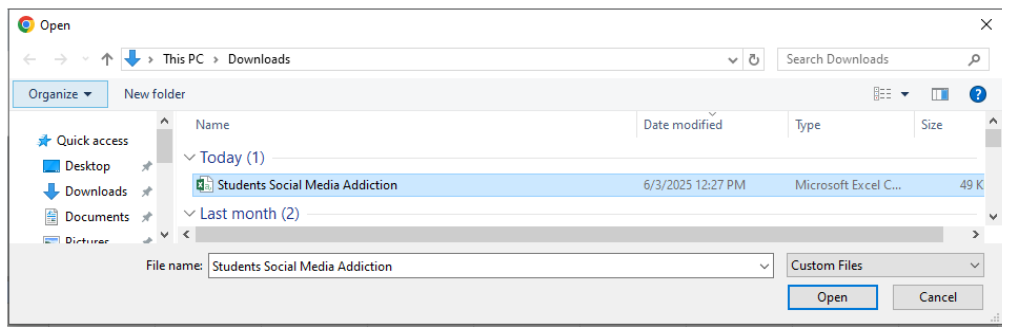 Open
This PC > Downloads
Search Downloads
Organize
New folder
Name
Date modified
Type
Size
Quick access
Desktop
Downloads
Documents
Pictures
Today (1)
Students Social Media Addiction
6/3/2025 12:27 PM
Microsoft Excel C...
49 K
Last month (2)
File name:
Students Social Media Addiction
Custom Files
Open
Cancel